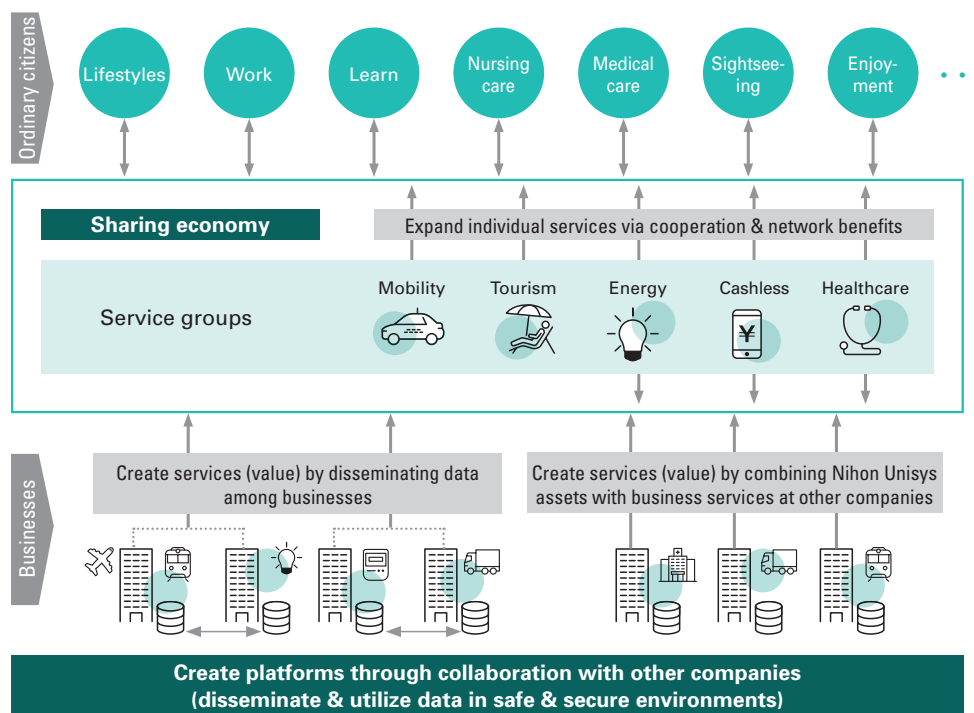 Ordinary citizens
Lifestyles
Work
Learn
Nursing
care
Medical
care
Sightsee-
ing
Enjoy-
ment
Sharing economy
Expand individual services via cooperation & network benefits
Service groups
Mobility
Tourism
Energy
Cashless
Healthcare
¥
Businesses
Create services (value) by disseminating data
among businesses
Create services (value) by combining Nihon Unisys
assets with business services at other companies
Create platforms through collaboration with other companies
(disseminate & utilize data in safe & secure environments)